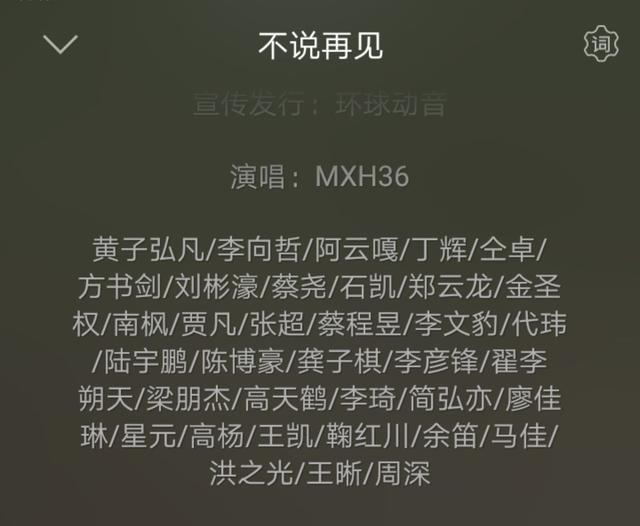 不说再见
词
宣传发行：环球动音
演唱：MXH36
黄子弘凡/李向哲/阿云嘎/丁辉/仝卓/
方书剑/刘彬濠/蔡尧/石凯/郑云龙/金圣
权/南枫/贾凡/张超/蔡程昱/李文豹/代玮
/陆宇鹏/陈博豪/龚子棋/李彦锋/翟李
朔天/梁朋杰/高天鹤/李琦/简弘亦/廖佳
琳/星元/高杨/王凯/鞠红川/余笛/马佳/
洪之光/王晰/周深